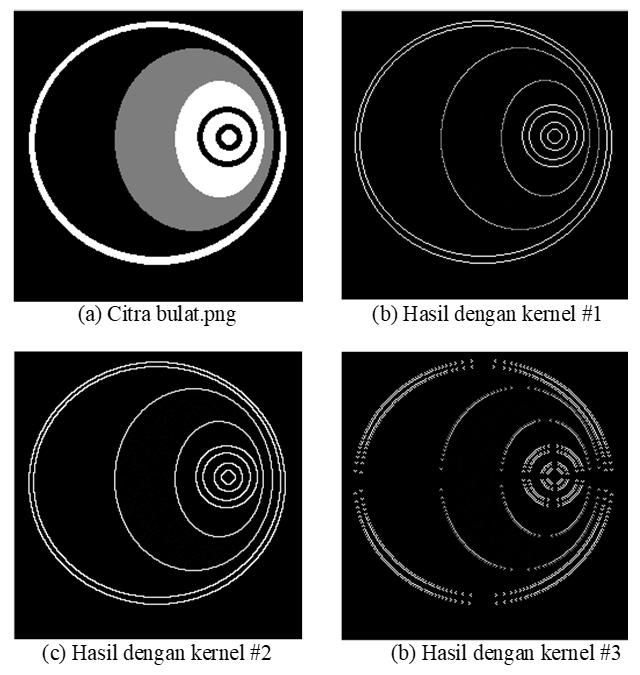 (a) Citra bulat.png
(b) Hasil dengan kernel #1
(c) Hasil dengan kernel #2
(b) Hasil dengan kernel #3